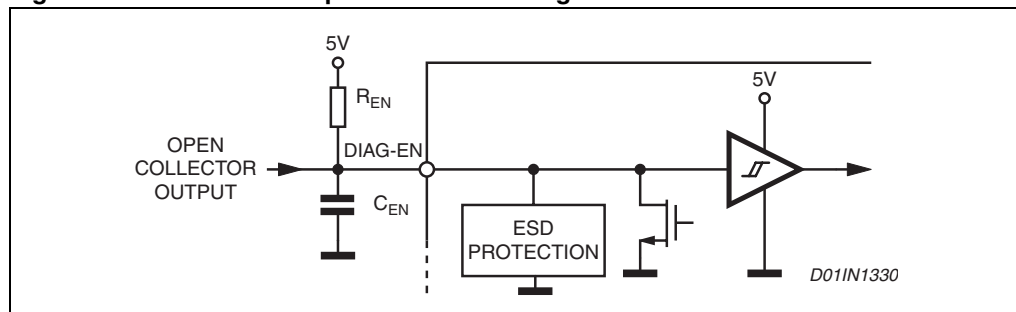 5V
R_EN
5V
OPEN
COLLECTOR
OUTPUT
DIAG-EN
C_EN
ESD
PROTECTION
D01IN1330